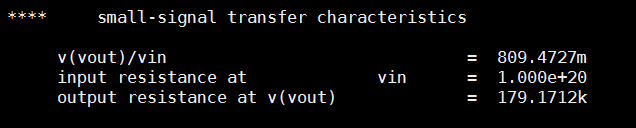 **** small-signal transfer characteristics
v(vout)/vin = 809.4727m
input resistance at vin = 1.000e+20
output resistance at v(vout) = 179.1712k